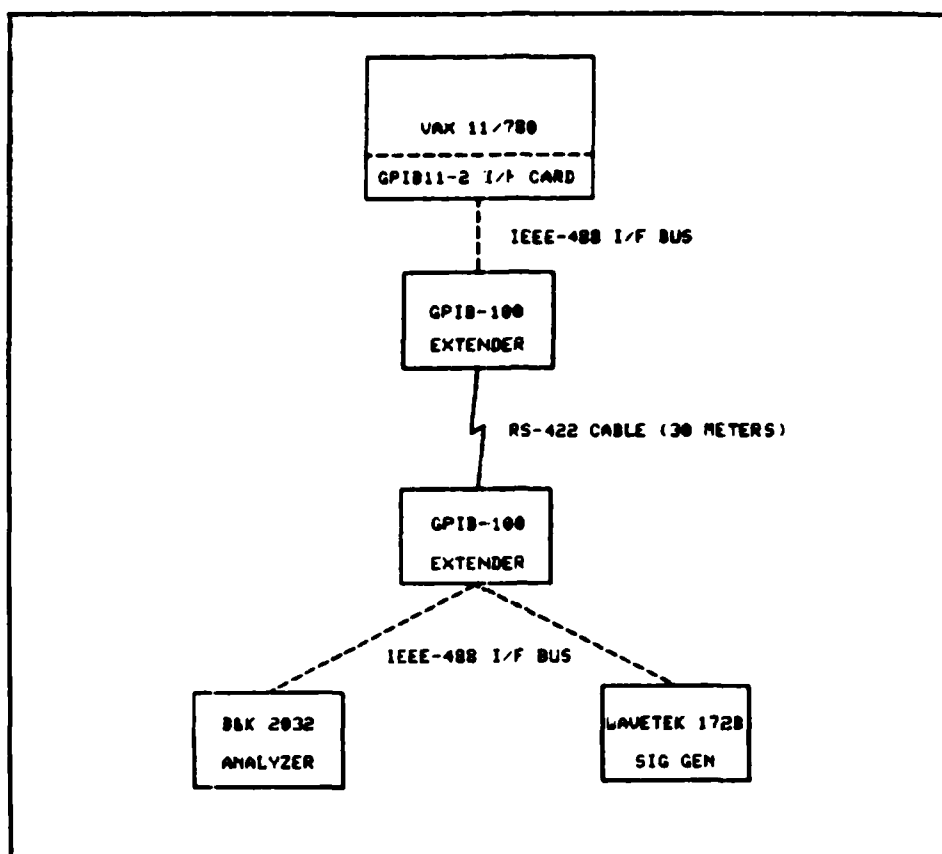 VAX 11/780
GPIB11-2 I/F CARD
IEEE-488 I/F BUS
GPIB-100
EXTENDER
RS-422 CABLE (30 METERS)
GPIB-100
EXTENDER
IEEE-488 I/F BUS
B&K 2032
ANALYZER
WAVETEK 172B
SIG GEN